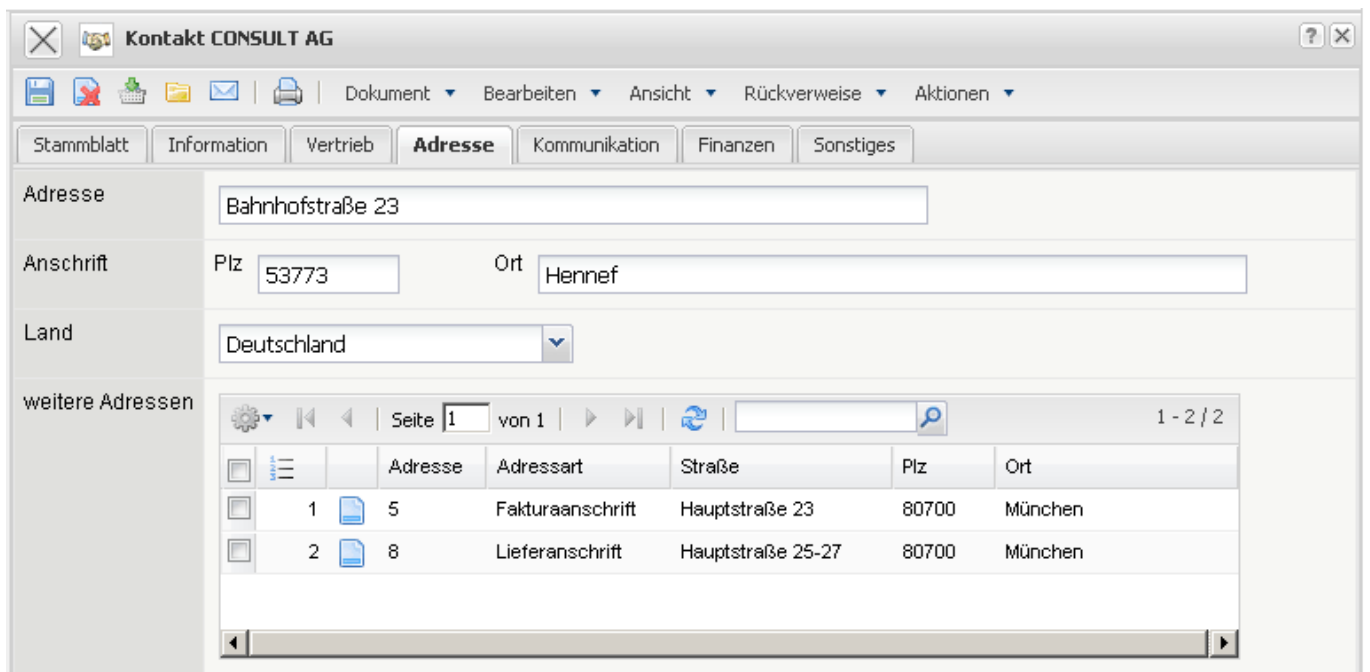 Kontakt CONSULT AG ?
Dokument Bearbeiten Ansicht Rückverweise Aktionen
Stammblatt Information Vertrieb Adresse Kommunikation Finanzen Sonstiges
Adresse Bahnhofstraße 23
Anschrift Plz 53773 Ort Hennef
Land Deutschland
weitere Adressen
Seite 1 von 1 1 - 2 / 2
Adresse Adressart Straße Plz Ort
1 5 Fakturaanschrift Hauptstraße 23 80700 München
2 8 Lieferanschrift Hauptstraße 25-27 80700 München